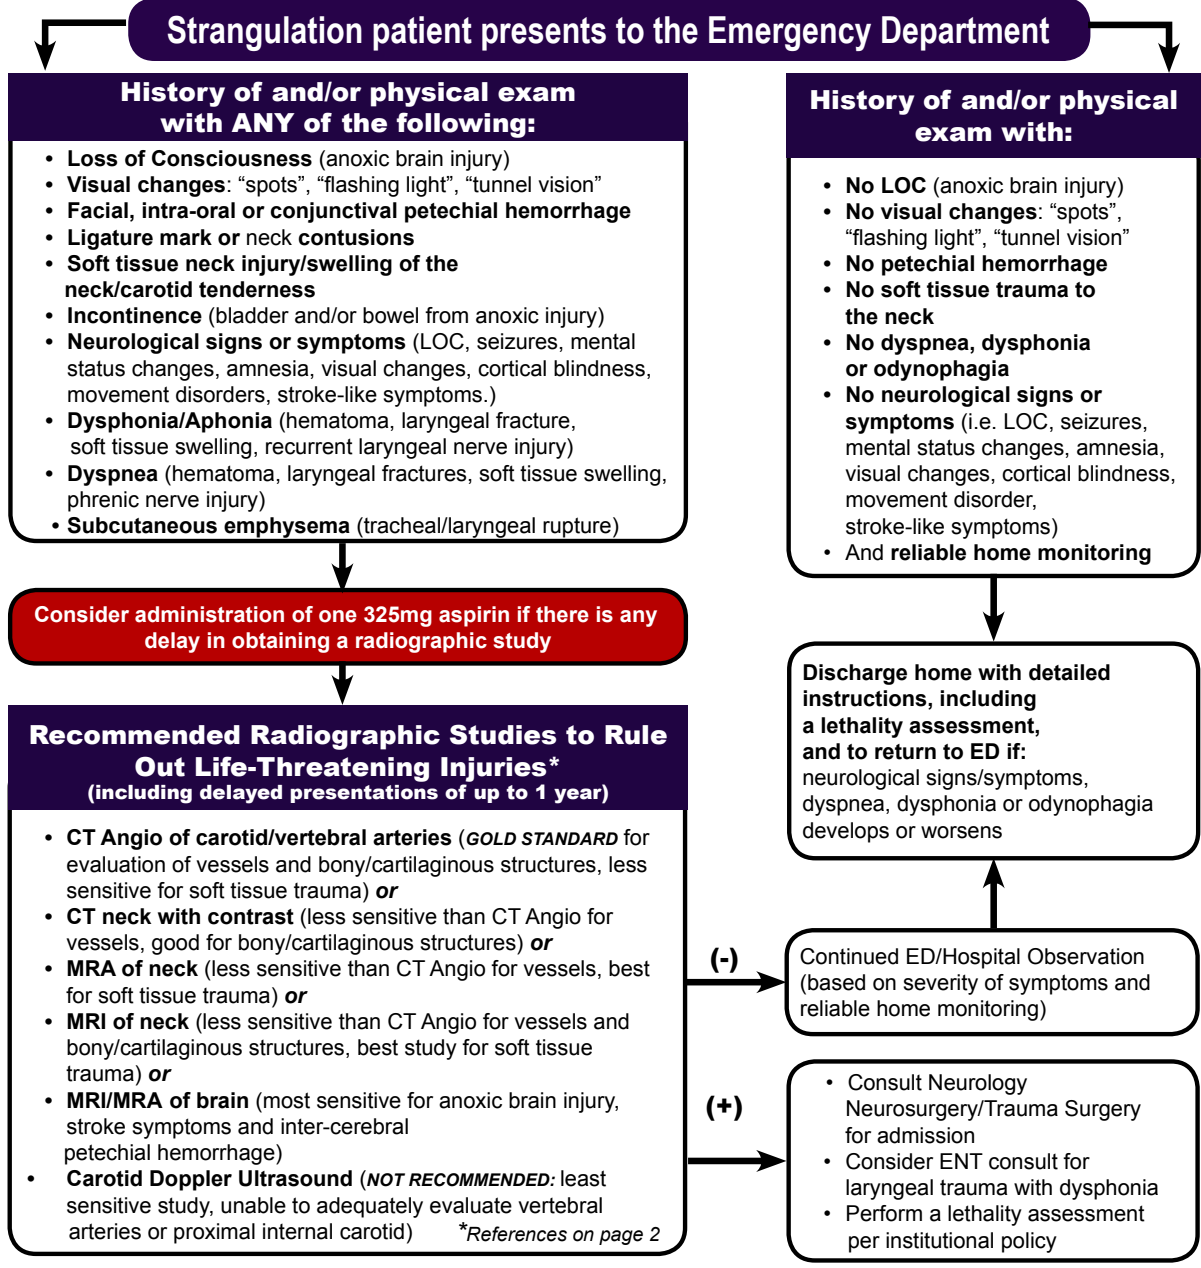 Strangulation patient presents to the Emergency Department
History of and/or physical exam
with ANY of the following:
• Loss of Consciousness (anoxic brain injury)
• Visual changes: “spots”, “flashing light”, “tunnel vision”
• Facial, intra-oral or conjunctival petechial hemorrhage
• Ligature mark or neck contusions
• Soft tissue neck injury/swelling of the
neck/carotid tenderness
• Incontinence (bladder and/or bowel from anoxic injury)
• Neurological signs or symptoms (LOC, seizures, mental
status changes, amnesia, visual changes, cortical blindness,
movement disorders, stroke-like symptoms.)
• Dysphonia/Aphonia (hematoma, laryngeal fracture,
soft tissue swelling, recurrent laryngeal nerve injury)
• Dyspnea (hematoma, laryngeal fractures, soft tissue swelling,
phrenic nerve injury)
• Subcutaneous emphysema (tracheal/laryngeal rupture)
Consider administration of one 325mg aspirin if there is any
delay in obtaining a radiographic study
Recommended Radiographic Studies to Rule
Out Life-Threatening Injuries*
(including delayed presentations of up to 1 year)
• CT Angio of carotid/vertebral arteries (GOLD STANDARD for
evaluation of vessels and bony/cartilaginous structures, less
sensitive for soft tissue trauma) or
• CT neck with contrast (less sensitive than CT Angio for
vessels, good for bony/cartilaginous structures) or
• MRA of neck (less sensitive than CT Angio for vessels, best
for soft tissue trauma) or
• MRI of neck (less sensitive than CT Angio for vessels and
bony/cartilaginous structures, best study for soft tissue
trauma) or
• MRI/MRA of brain (most sensitive for anoxic brain injury,
stroke symptoms and inter-cerebral
petechial hemorrhage)
• Carotid Doppler Ultrasound (NOT RECOMMENDED: least
sensitive study, unable to adequately evaluate vertebral
arteries or proximal internal carotid) *References on page 2
History of and/or physical
exam with:
• No LOC (anoxic brain injury)
• No visual changes: “spots”,
“flashing light”, “tunnel vision”
• No petechial hemorrhage
• No soft tissue trauma to
the neck
• No dyspnea, dysphonia
or odynophagia
• No neurological signs or
symptoms (i.e. LOC, seizures,
mental status changes, amnesia,
visual changes, cortical blindness,
movement disorder,
stroke-like symptoms)
• And reliable home monitoring
Discharge home with detailed
instructions, including
a lethality assessment,
and to return to ED if:
neurological signs/symptoms,
dyspnea, dysphonia or odynophagia
develops or worsens
(-)
Continued ED/Hospital Observation
(based on severity of symptoms and
reliable home monitoring)
(+)
• Consult Neurology
Neurosurgery/Trauma Surgery
for admission
• Consider ENT consult for
laryngeal trauma with dysphonia
• Perform a lethality assessment
per institutional policy